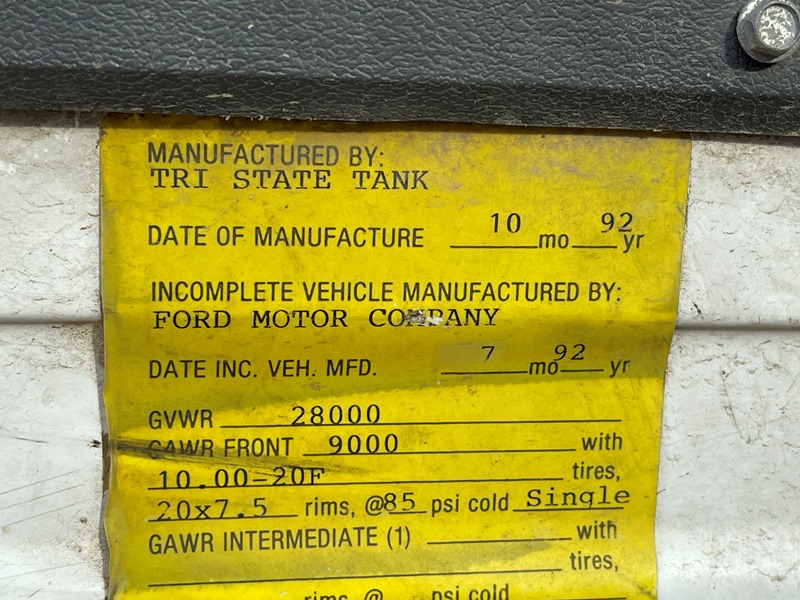 MANUFACTURED BY:
TRI STATE TANK
DATE OF MANUFACTURE 10 mo 92 yr
INCOMPLETE VEHICLE MANUFACTURED BY:
FORD MOTOR COMPANY
DATE INC. VEH. MFD. 7 mo 92 yr
GVWR 28000
GAWR FRONT 9000 with
10.00-20F tires,
20x7.5 rims, @85 psi cold Single
GAWR INTERMEDIATE (1) with
tires,
rims, @ psi cold